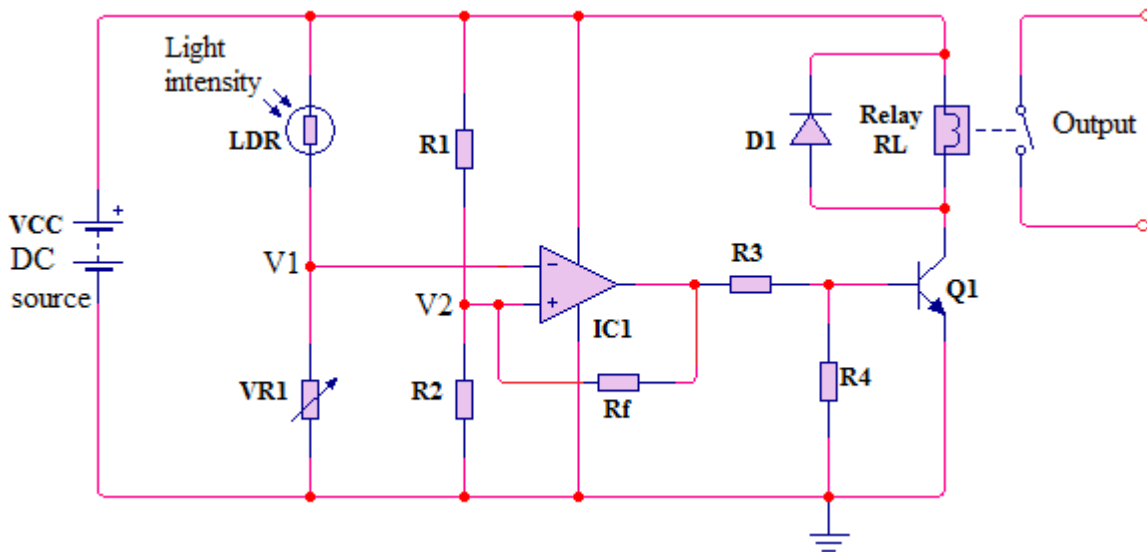 Light
intensity
LDR
R1
D1
Relay
RL
Output
VCC
+
DC
source
V1
−
R3
Q1
V2
+
IC1
VR1
R2
Rf
R4